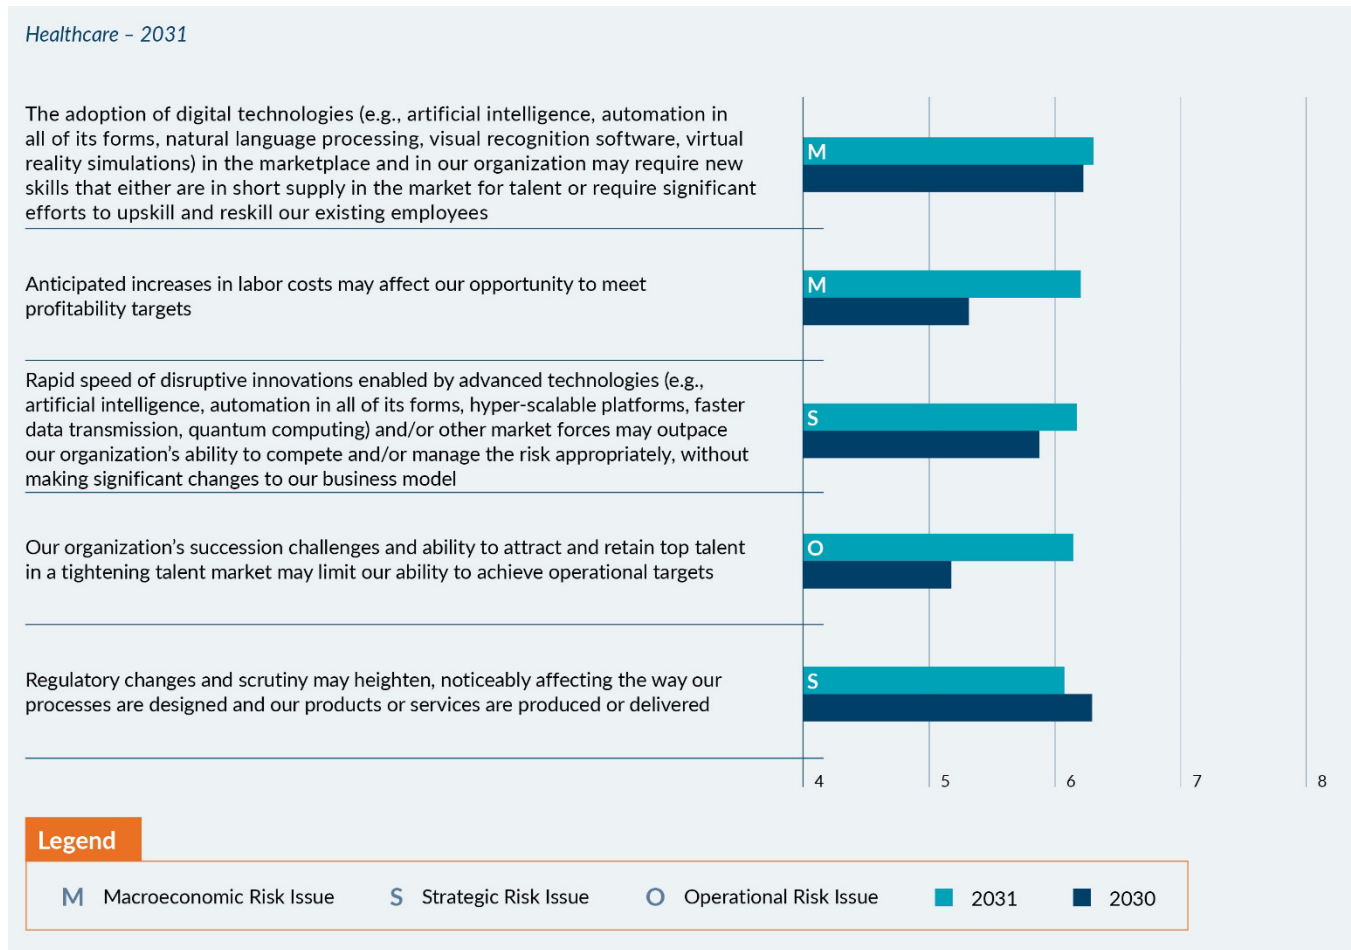 Healthcare – 2031
The adoption of digital technologies (e.g., artificial intelligence, automation in
all of its forms, natural language processing, visual recognition software, virtual
reality simulations) in the marketplace and in our organization may require new
skills that either are in short supply in the market for talent or require significant
efforts to upskill and reskill our existing employees
M
Anticipated increases in labor costs may affect our opportunity to meet
profitability targets
M
Rapid speed of disruptive innovations enabled by advanced technologies (e.g.,
artificial intelligence, automation in all of its forms, hyper-scalable platforms, faster
data transmission, quantum computing) and/or other market forces may outpace
our organization’s ability to compete and/or manage the risk appropriately, without
making significant changes to our business model
S
Our organization’s succession challenges and ability to attract and retain top talent
in a tightening talent market may limit our ability to achieve operational targets
O
Regulatory changes and scrutiny may heighten, noticeably affecting the way our
processes are designed and our products or services are produced or delivered
S
4 5 6 7 8
Legend
M Macroeconomic Risk Issue S Strategic Risk Issue O Operational Risk Issue 2031 2030